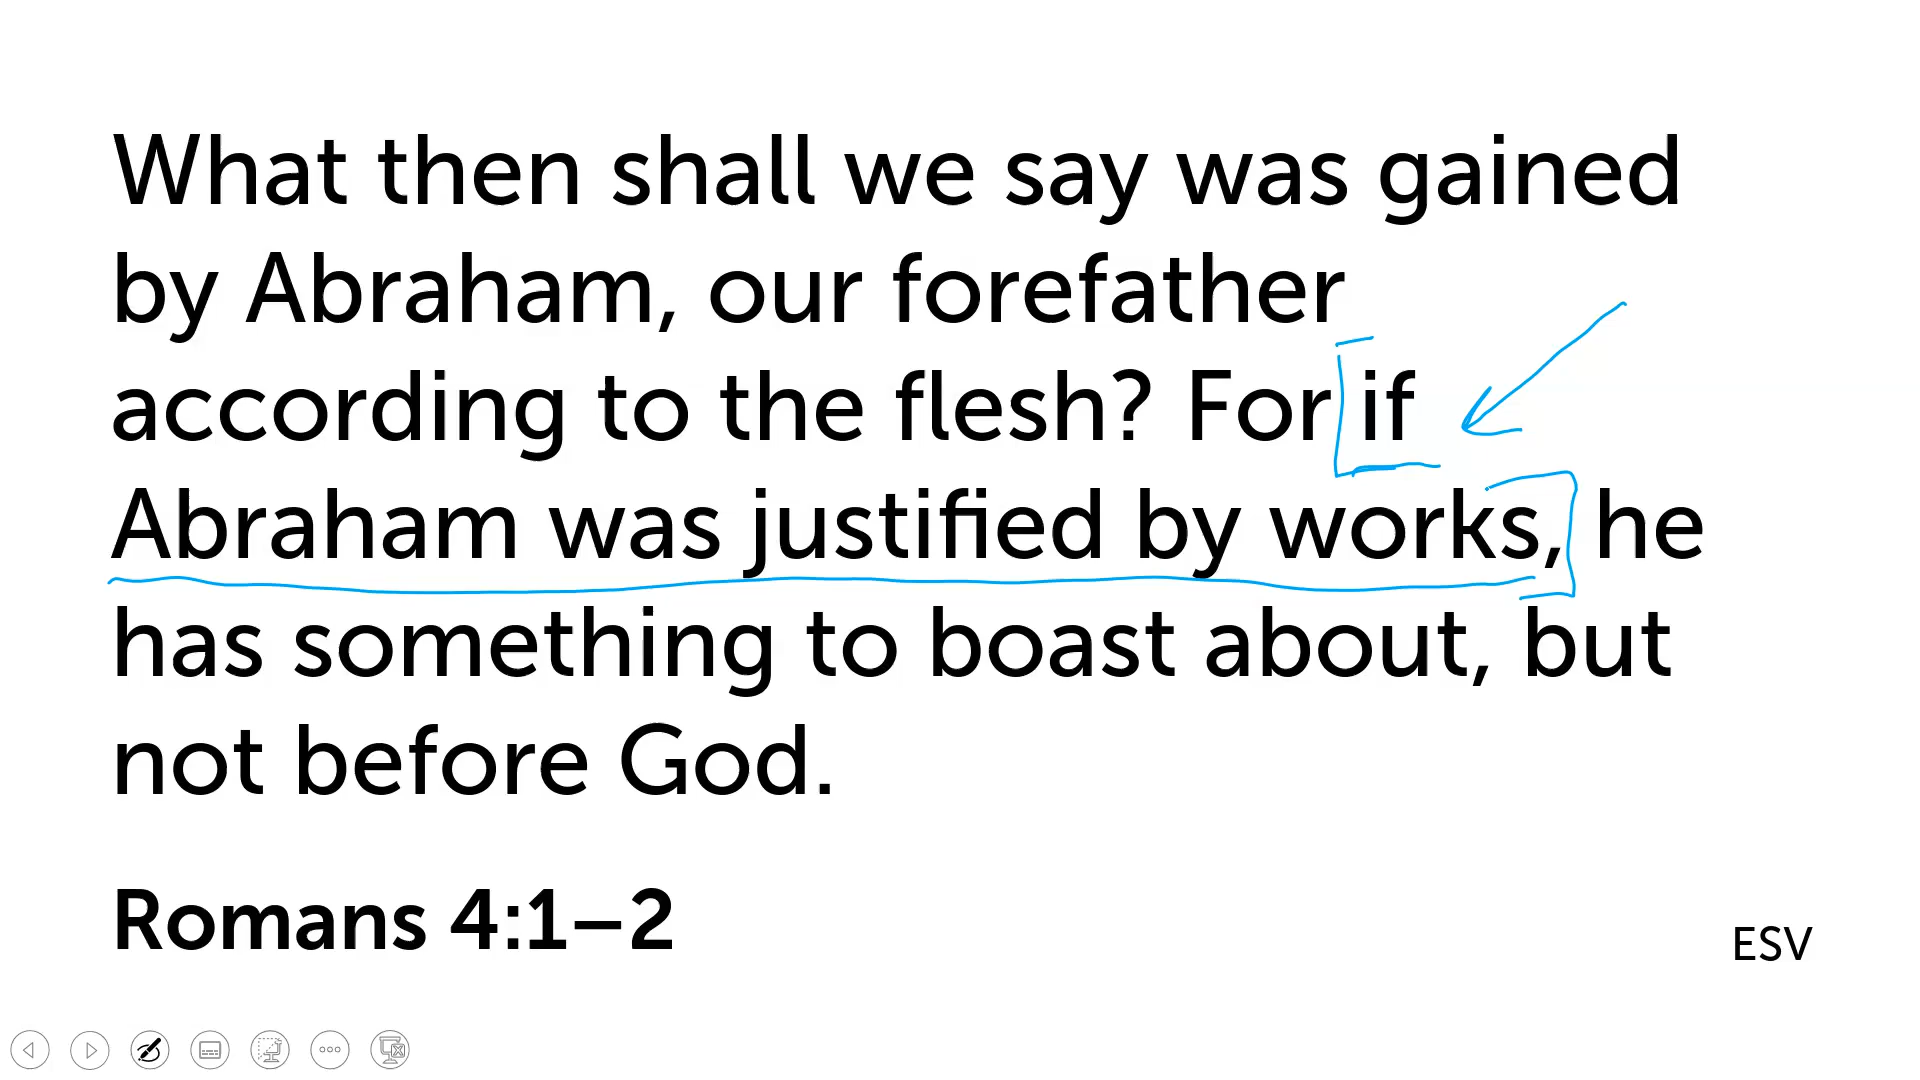 What then shall we say was gained
by Abraham, our forefather
according to the flesh? For if
Abraham was justified by works, he
has something to boast about, but
not before God.
Romans 4:1–2
ESV